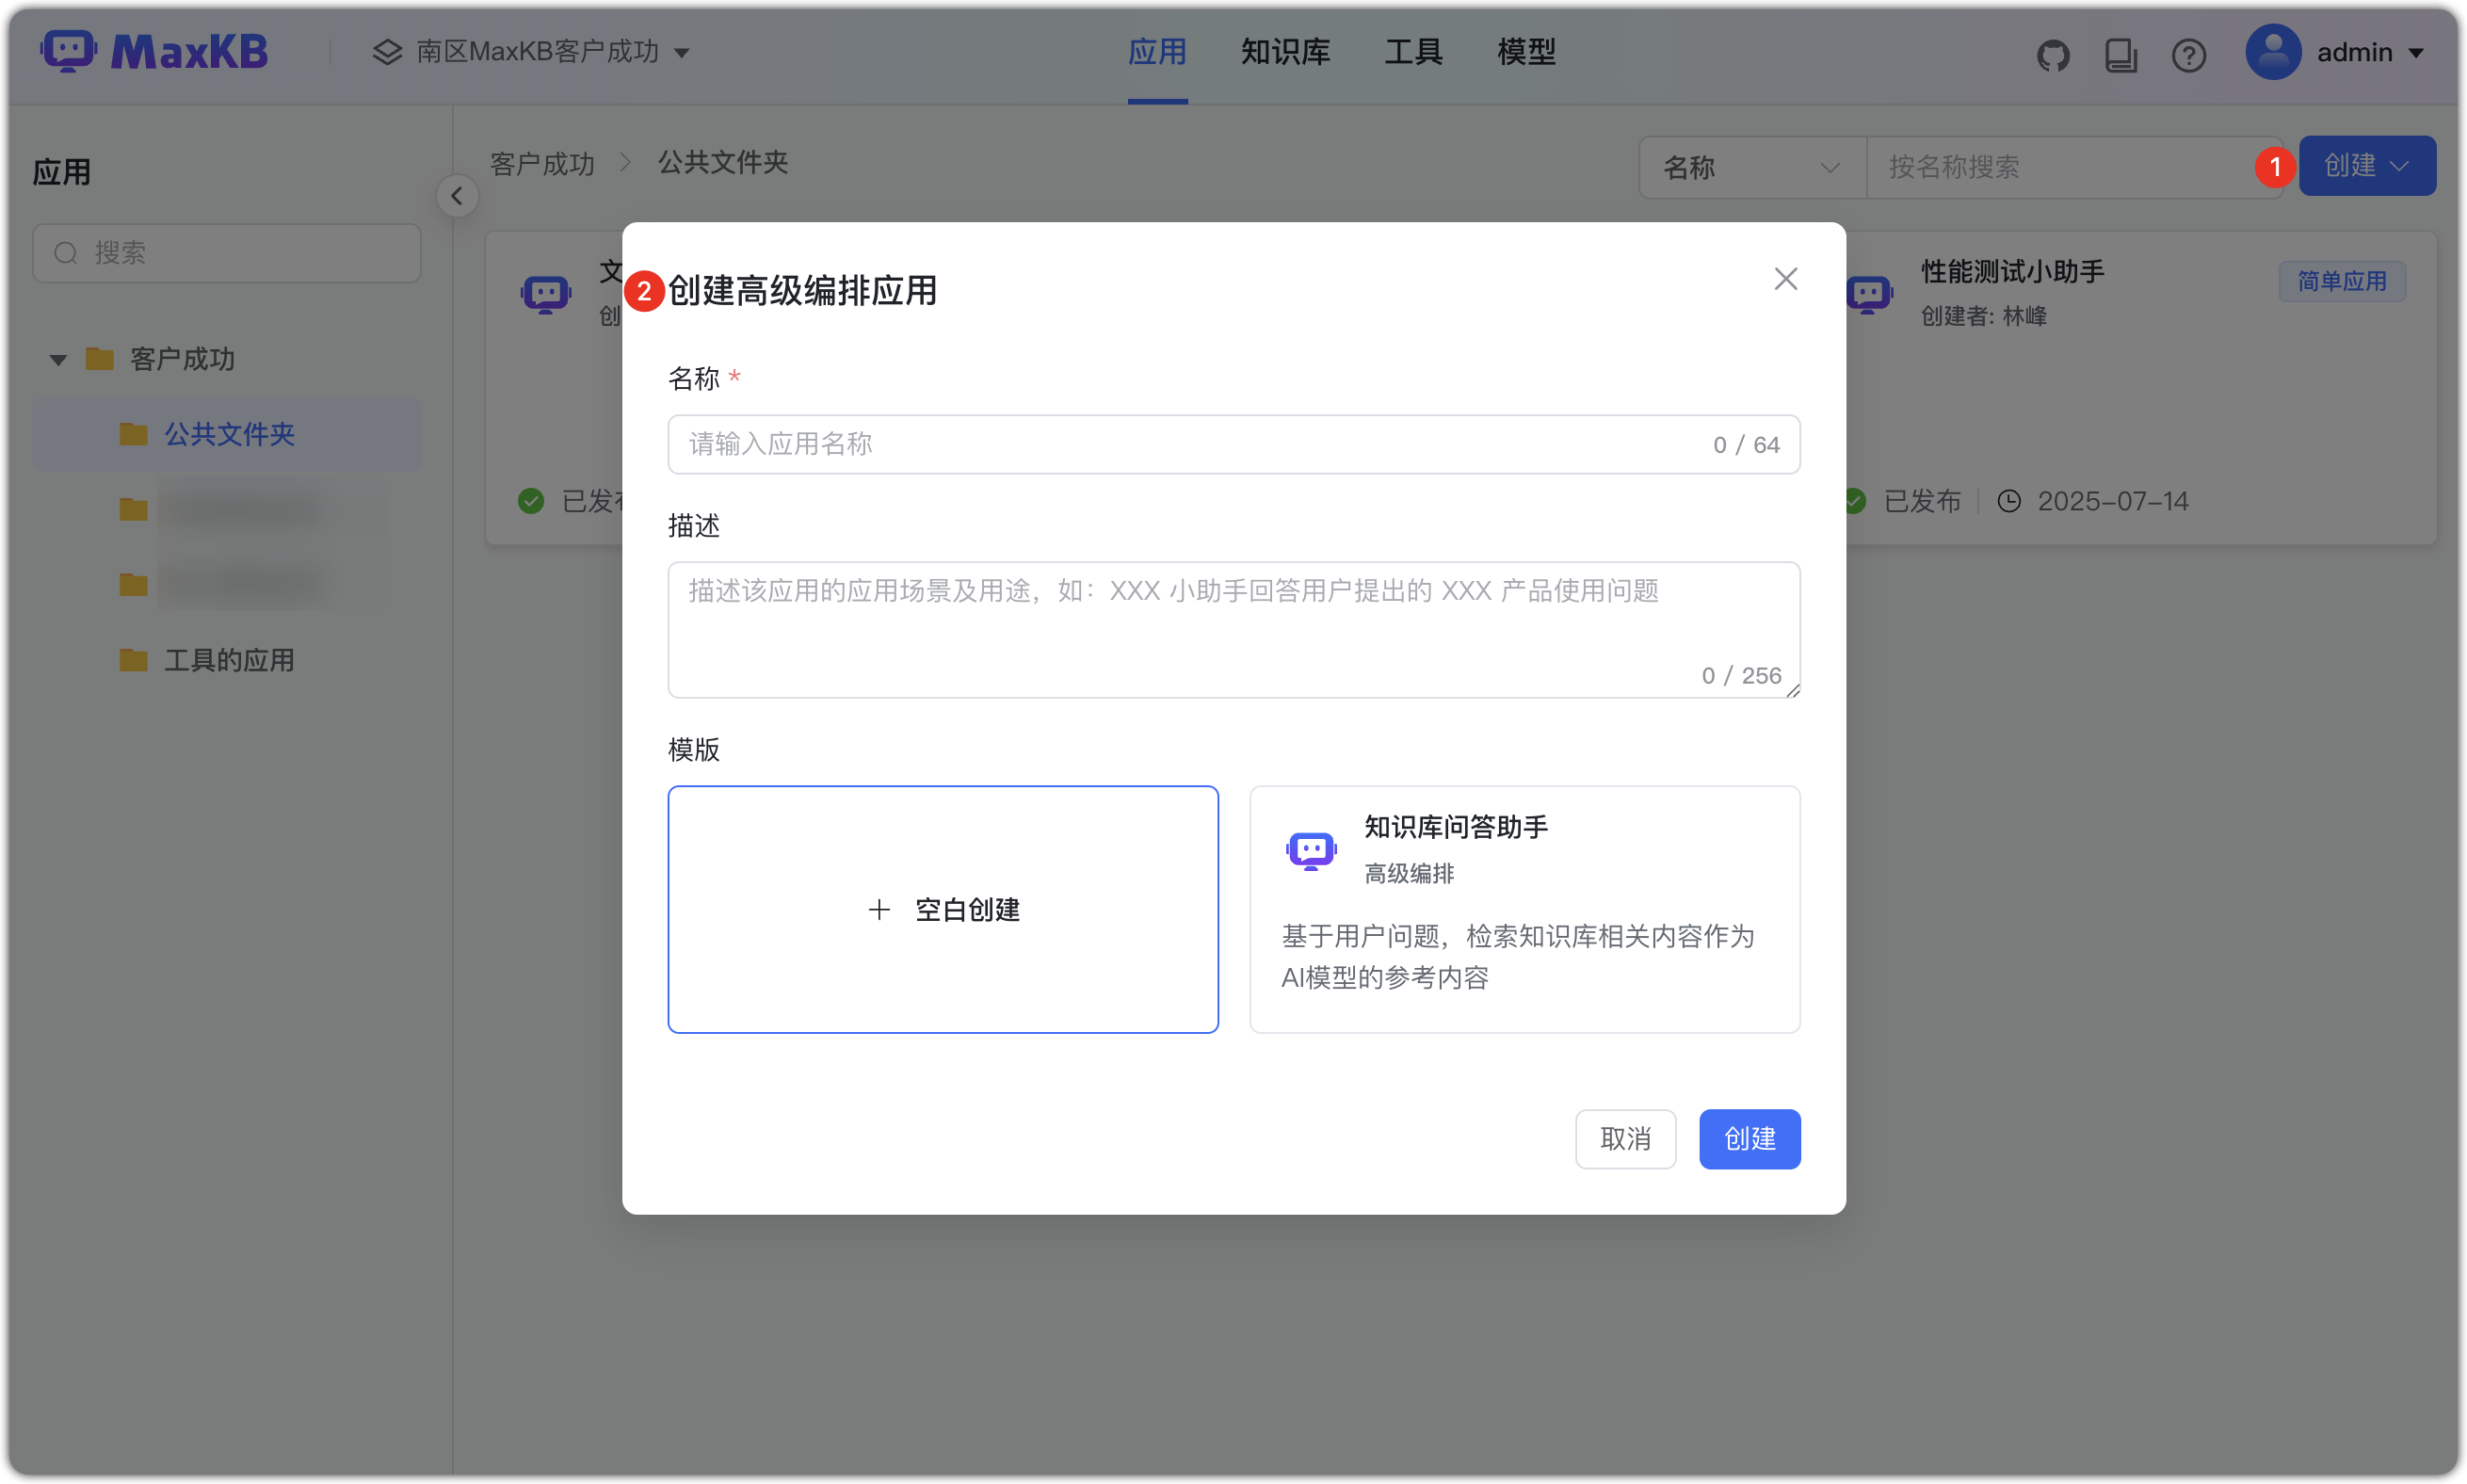 MaxKB
南区MaxKB客户成功
应用 知识库 工具 模型
admin
应用
搜索
客户成功
公共文件夹
工具的应用
客户成功 > 公共文件夹
名称
按名称搜索
1
创建
文
创
已发布
性能测试小助手
创建者: 林峰
简单应用
已发布
2025-07-14
2
创建高级编排应用
名称 *
请输入应用名称
0 / 64
描述
描述该应用的应用场景及用途，如：XXX 小助手回答用户提出的 XXX 产品使用问题
0 / 256
模版
+ 空白创建
知识库问答助手
高级编排
基于用户问题，检索知识库相关内容作为
AI模型的参考内容
取消
创建